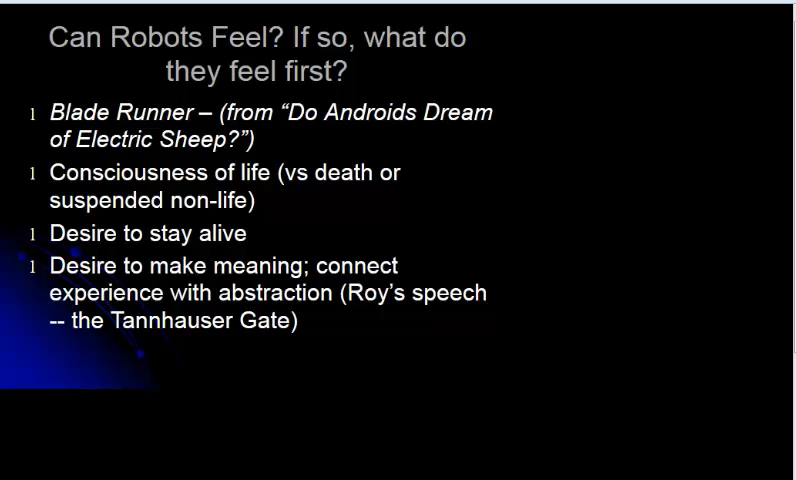 Can Robots Feel? If so, what do
they feel first?
l Blade Runner – (from “Do Androids Dream
of Electric Sheep?”)
l Consciousness of life (vs death or
suspended non-life)
l Desire to stay alive
l Desire to make meaning; connect
experience with abstraction (Roy’s speech
-- the Tannhauser Gate)